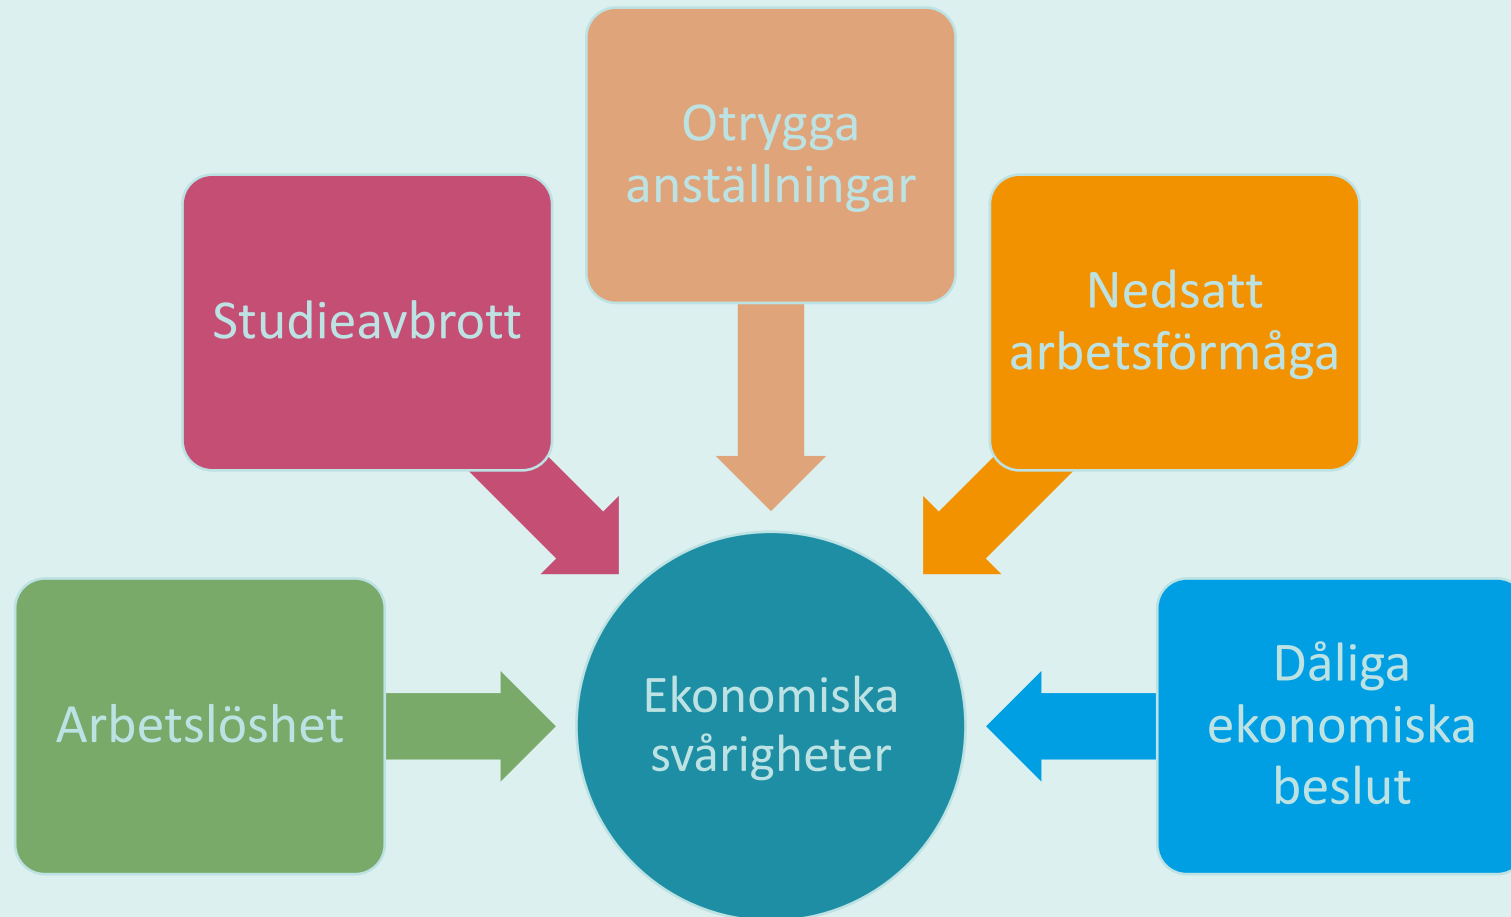 Otrygga
anställningar
Studieavbrott
Nedsatt
arbetsförmåga
Arbetslöshet
Ekonomiska
svårigheter
Dåliga
ekonomiska
beslut